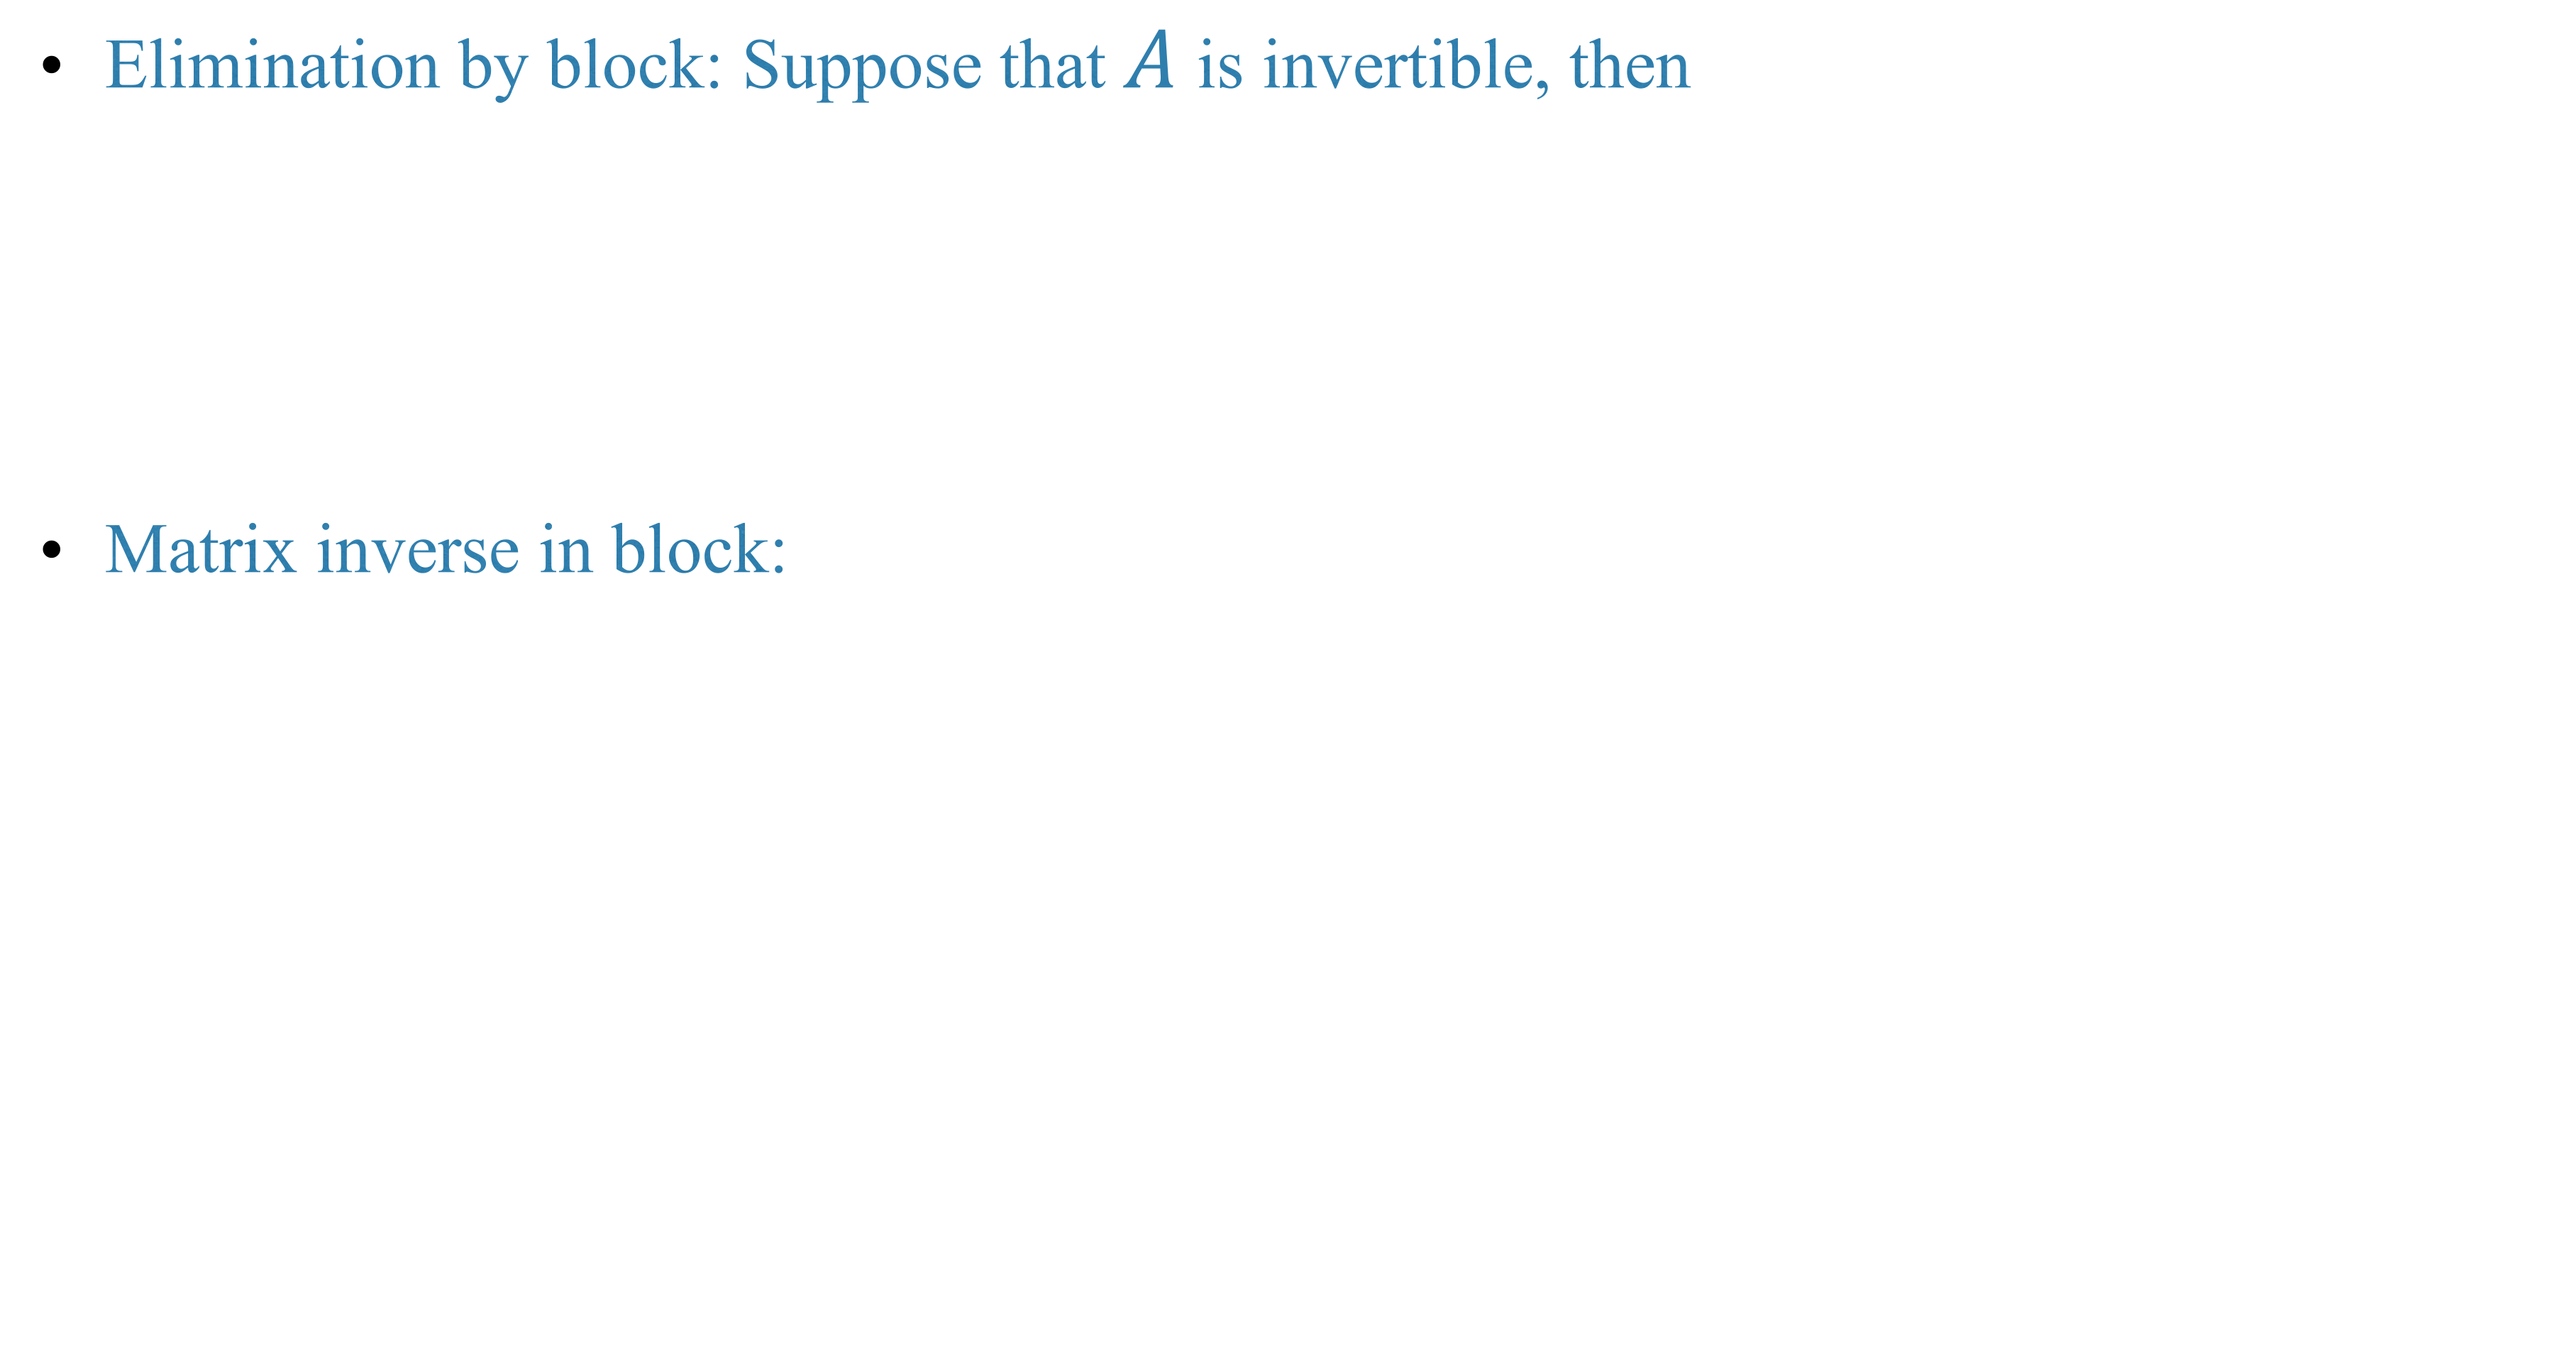 • Elimination by block: Suppose that A is invertible, then
• Matrix inverse in block: